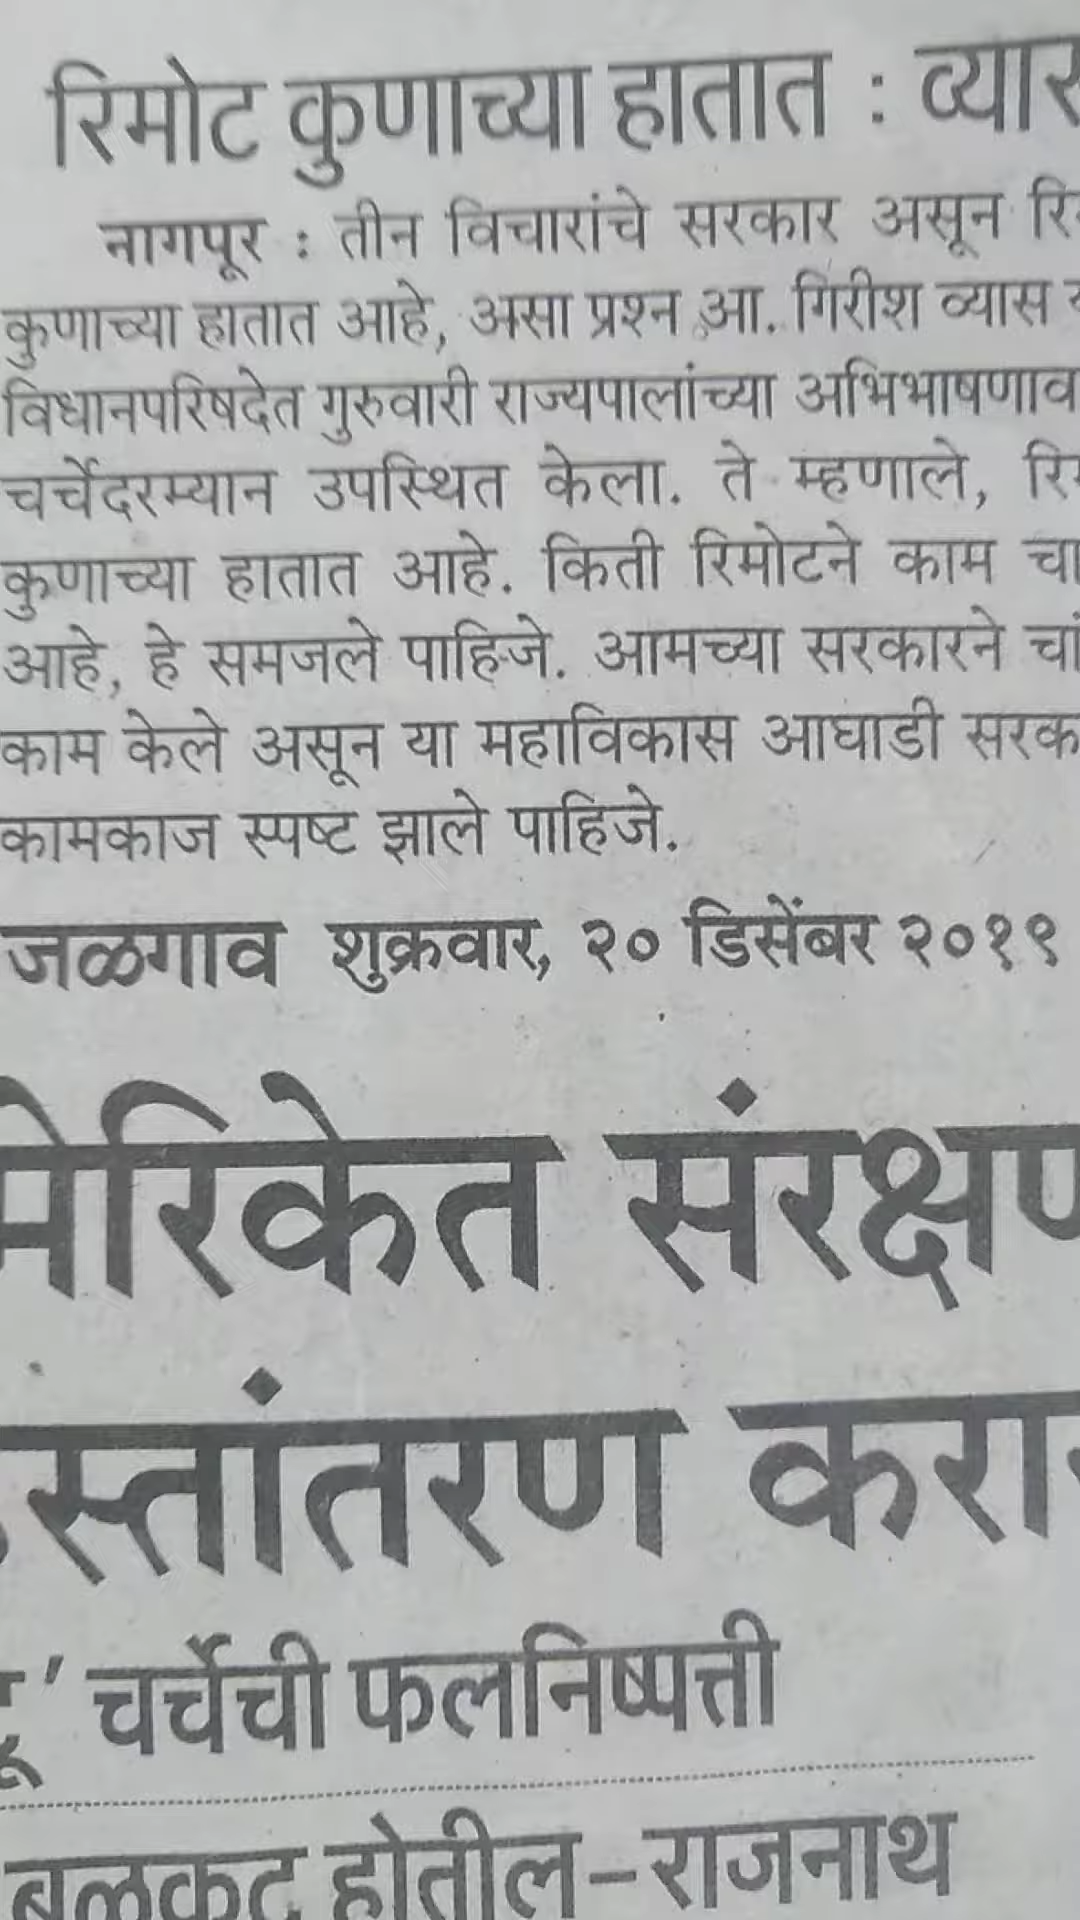 रिमोट कुणाच्या हातात :
नागपूर : तीन विचारांचे सरकार असून
कुणाच्या हातात आहे, असा प्रश्न आ. गिरीश व्यास
विधानपरिषदेत गुरुवारी राज्यपालांच्या अभिभाषणाव
चर्चेदरम्यान उपस्थित केला. ते म्हणाले,
कुणाच्या हातात आहे. किती रिमोटने काम चा
आहे, हे समजले पाहिजे. आमच्या सरकारने चां
काम केले असून या महाविकास आघाडी सरक
कामकाज स्पष्ट झाले पाहिजे.
जळगाव शुक्रवार, २० डिसेंबर २०१९
मेरिकेत संरक्षण
स्तांतरण करा
टू' चर्चेची फलनिष्पत्ती
बळकट होतील-राजनाथ